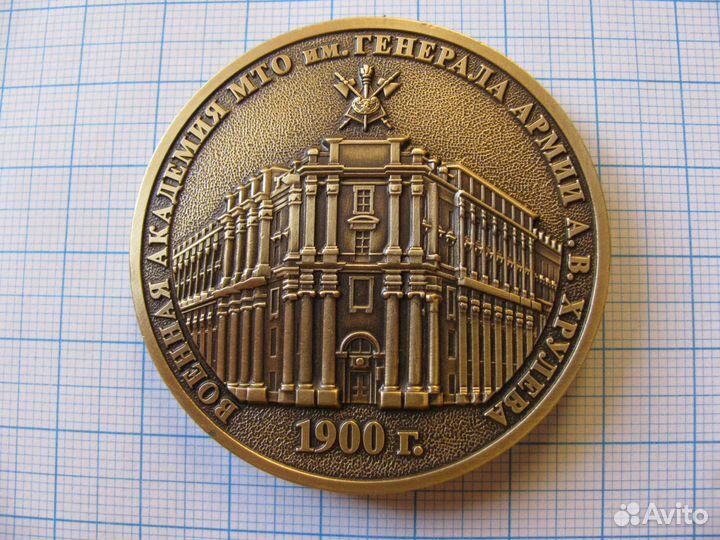 ВОЕННАЯ АКАДЕМИЯ МТО им. ГЕНЕРАЛА АРМИИ А. В. ХРУЛЕВА
1900 г.
Avito